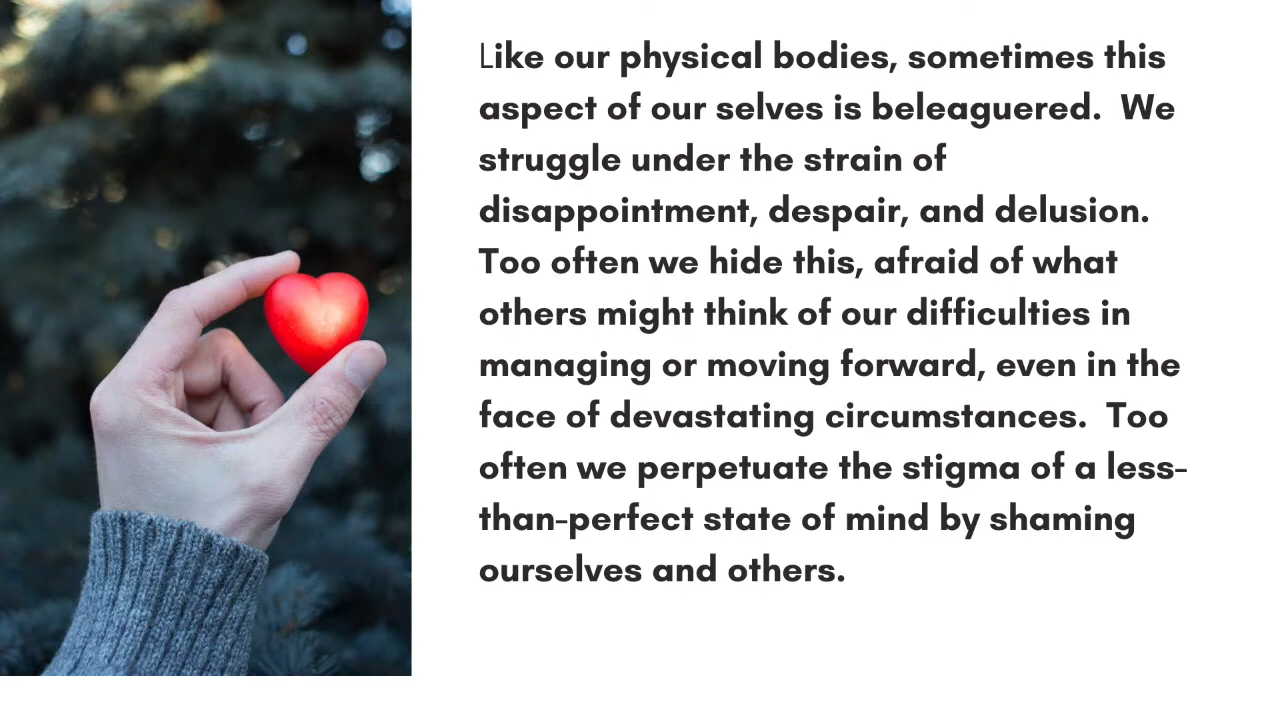 Like our physical bodies, sometimes this
aspect of our selves is beleaguered.  We
struggle under the strain of
disappointment, despair, and delusion.
Too often we hide this, afraid of what
others might think of our difficulties in
managing or moving forward, even in the
face of devastating circumstances.  Too
often we perpetuate the stigma of a less-
than-perfect state of mind by shaming
ourselves and others.